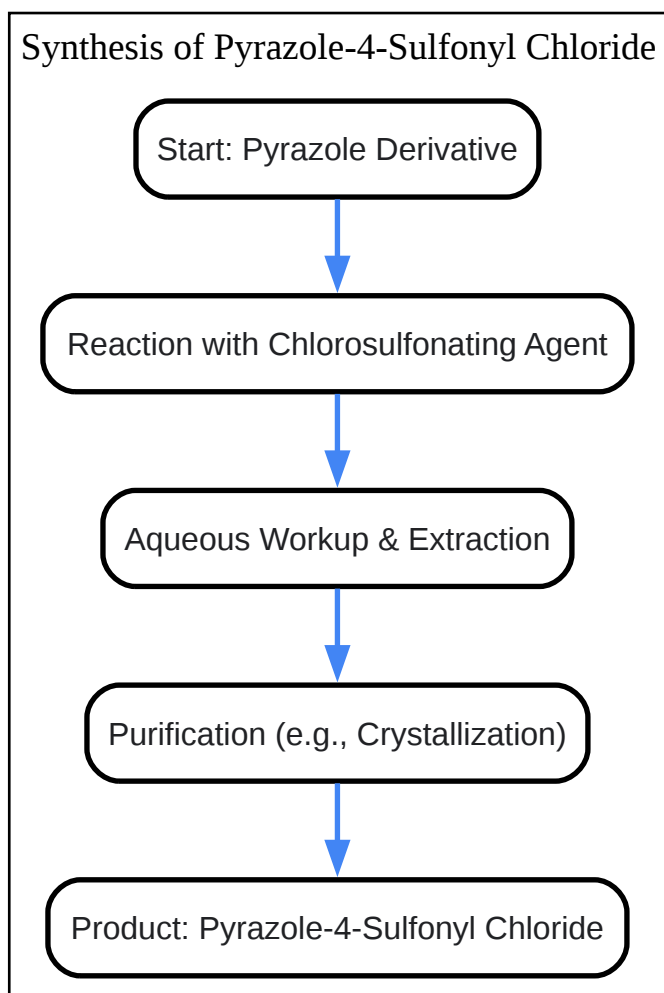 Synthesis of Pyrazole-4-Sulfonyl Chloride
Start: Pyrazole Derivative
Reaction with Chlorosulfonating Agent
Aqueous Workup & Extraction
Purification (e.g., Crystallization)
Product: Pyrazole-4-Sulfonyl Chloride